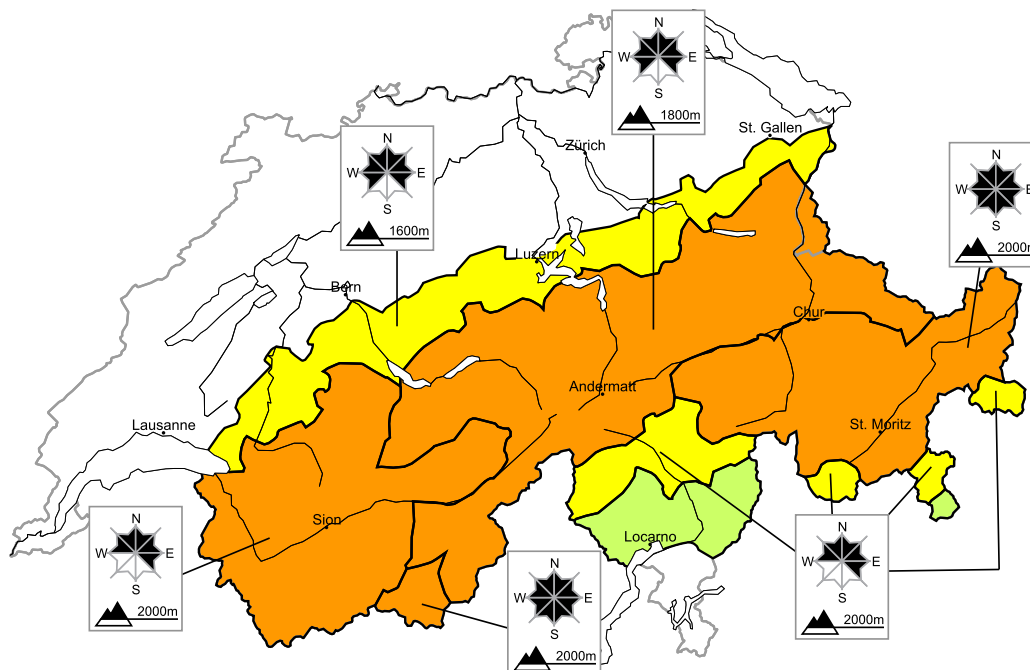 N
W E
S
1800m
St. Gallen
Zürich
N
W E
S
1600m
N
W E
S
2000m
Luzern
Bern
Chur
Andermatt
Lausanne
St. Moritz
Sion
Locarno
N
W E
S
2000m
N
W E
S
2000m
N
W E
S
2000m